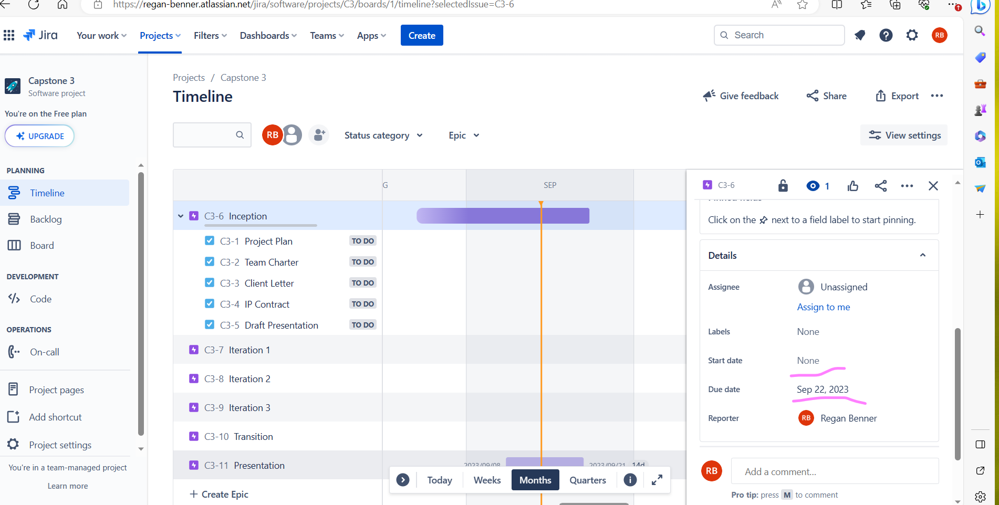 https://regan-benner.atlassian.net/jira/software/projects/C3/boards/1/timeline?selectedIssue=C3-6
Jira
Your work
Projects
Filters
Dashboards
Teams
Apps
Create
Search
RB
Capstone 3
Software project
You're on the Free plan
UPGRADE
PLANNING
Timeline
Backlog
Board
DEVELOPMENT
Code
OPERATIONS
On-call
Project pages
Add shortcut
Project settings
You're in a team-managed project
Learn more
Projects / Capstone 3
Timeline
Give feedback
Share
Export
RB
Status category
Epic
View settings
G
SEP
C3-6 Inception
C3-1 Project Plan TO DO
C3-2 Team Charter TO DO
C3-3 Client Letter TO DO
C3-4 IP Contract TO DO
C3-5 Draft Presentation TO DO
C3-7 Iteration 1
C3-8 Iteration 2
C3-9 Iteration 3
C3-10 Transition
C3-11 Presentation
2023/09/08
2023/09/21 14d
+ Create Epic
Today
Weeks
Months
Quarters
C3-6
1
Pinned fields
Click on the next to a field label to start pinning.
Details
Assignee
Unassigned
Assign to me
Labels
None
Start date
None
Due date
Sep 22, 2023
Reporter
RB Regan Benner
RB
Add a comment...
Pro tip: press M to comment